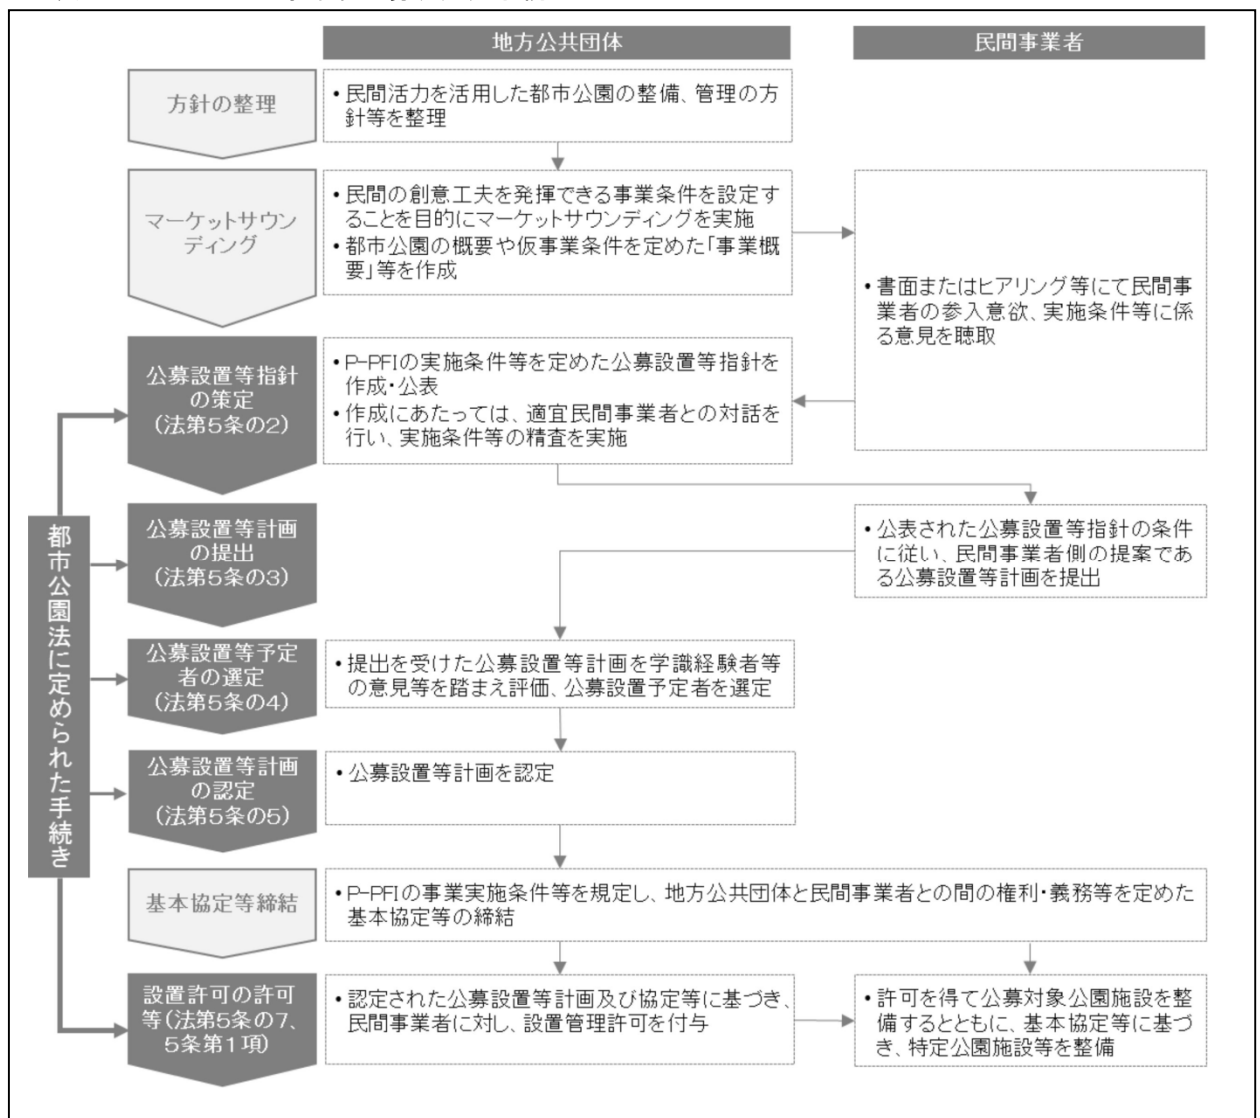 地方公共団体
民間事業者
方針の整理
•民間活力を活用した都市公園の整備、管理の方
針等を整理
マーケットサウン
ディング
•民間の創意工夫を発揮できる事業条件を設定す
ることを目的にマーケットサウンディングを実施
•都市公園の概要や仮事業条件を定めた「事業概
要」等を作成
•書面またはヒアリング等にて民間事
業者の参入意欲、実施条件等に係
る意見を聴取
公募設置等指針
の策定
(法第5条の2)
•P-PFIの実施条件等を定めた公募設置等指針を
作成・公表
•作成にあたっては、適宜民間事業者との対話を
行い、実施条件等の精査を実施
都市公園法に定められた手続き
公募設置等計画
の提出
(法第5条の3)
•公表された公募設置等指針の条件
に従い、民間事業者側の提案であ
る公募設置等計画を提出
公募設置等予定
者の選定
(法第5条の4)
•提出を受けた公募設置等計画を学識経験者等
の意見等を踏まえ評価、公募設置予定者を選定
公募設置等計画
の認定
(法第5条の5)
•公募設置等計画を認定
基本協定等締結
•P-PFIの事業実施条件等を規定し、地方公共団体と民間事業者との間の権利・義務等を定めた
基本協定等の締結
設置許可の許可
等(法第5条の7、
5条第1項)
•認定された公募設置等計画及び協定等に基づき、
民間事業者に対し、設置管理許可を付与
•許可を得て公募対象公園施設を整
備するとともに、基本協定等に基づ
き、特定公園施設等を整備